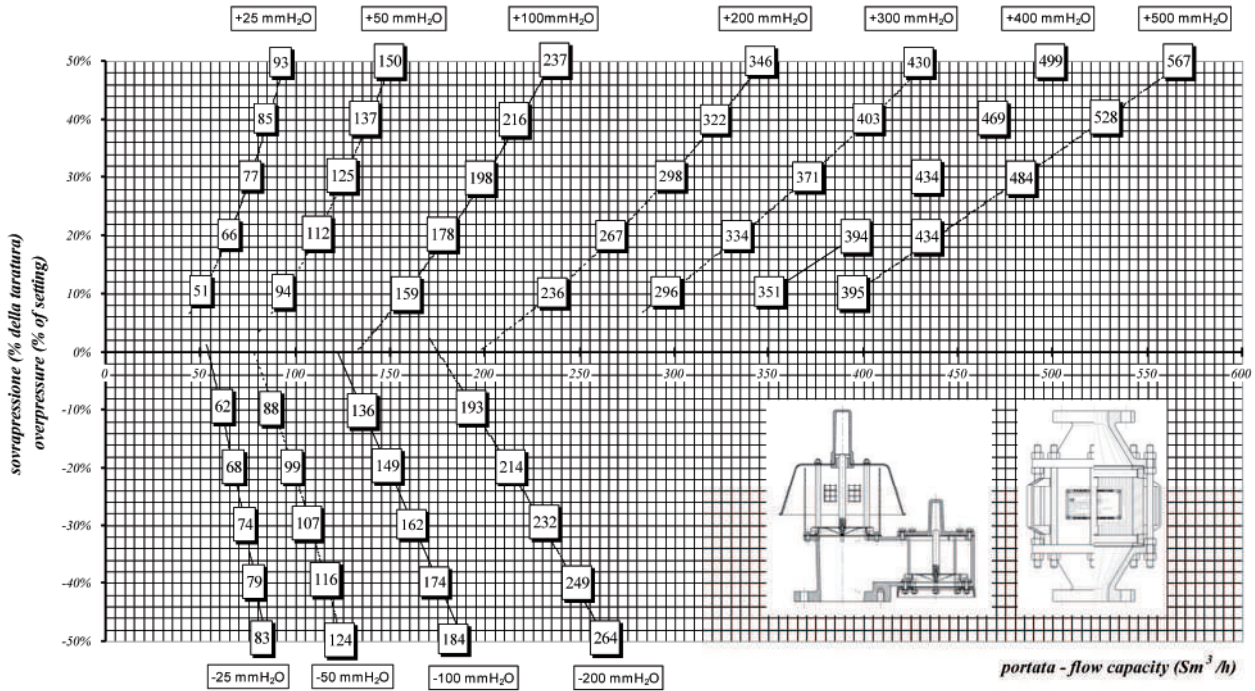 +25 mmH₂O +50 mmH₂O +100mmH₂O +200 mmH₂O +300 mmH₂O +400 mmH₂O +500 mmH₂O
50% 93 150 237 346 430 499 567
40% 85 137 216 322 403 469 528
30% 77 125 198 298 371 434 484
20% 66 112 178 267 334 394 434
10% 51 94 159 236 296 351 395
0%
0 50 100 150 200 250 300 350 400 450 500 550 600
-10% 62 88 136 193
-20% 68 99 149 214
-30% 74 107 162 232
-40% 79 116 174 249
-50% 83 124 184 264
-25 mmH₂O -50 mmH₂O -100 mmH₂O -200 mmH₂O
sovrapressione (% della taratura)
overpressure (% of setting)
portata - flow capacity (Sm³/h)